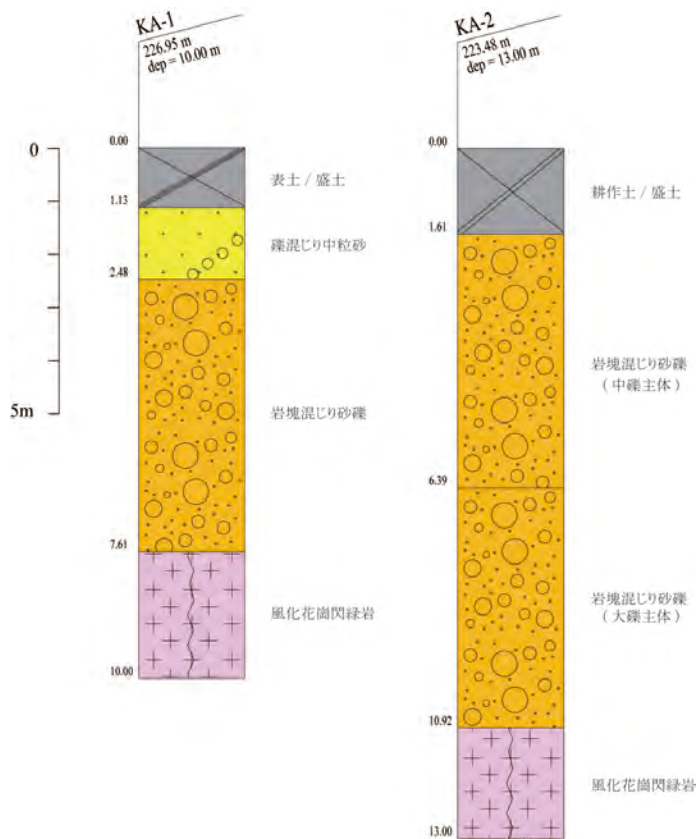 KA-1
226.95 m
dep = 10.00 m
0
5m
0.00
1.13
2.48
7.61
10.00
表土 / 盛土
礫混じり中粒砂
岩塊混じり砂礫
風化花崗閃緑岩
KA-2
223.48 m
dep = 13.00 m
0.00
1.61
6.39
10.92
13.00
耕作土 / 盛土
岩塊混じり砂礫
( 中礫主体 )
岩塊混じり砂礫
( 大礫主体 )
風化花崗閃緑岩